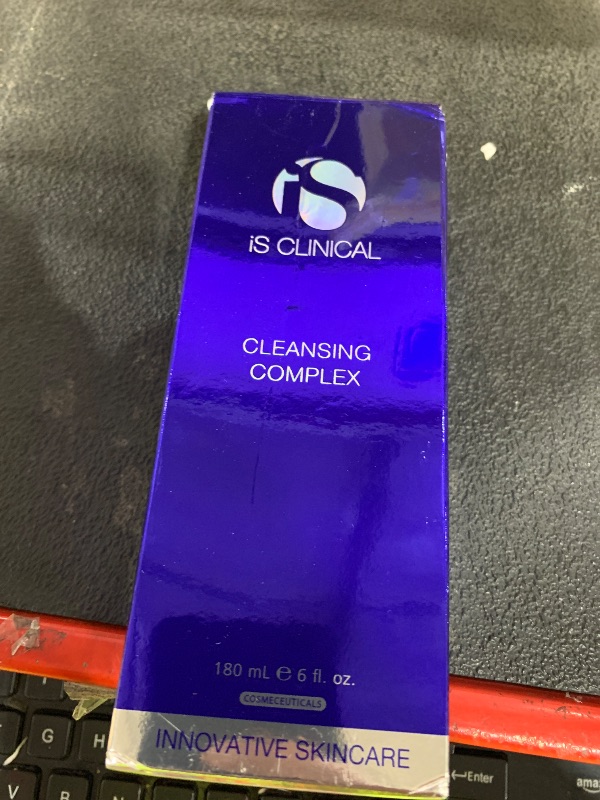 iS
iS CLINICAL
CLEANSING
COMPLEX
180 mL ℮ 6 fl. oz.
COSMECEUTICALS
INNOVATIVE SKINCARE
G
H
V
B
Enter
ama